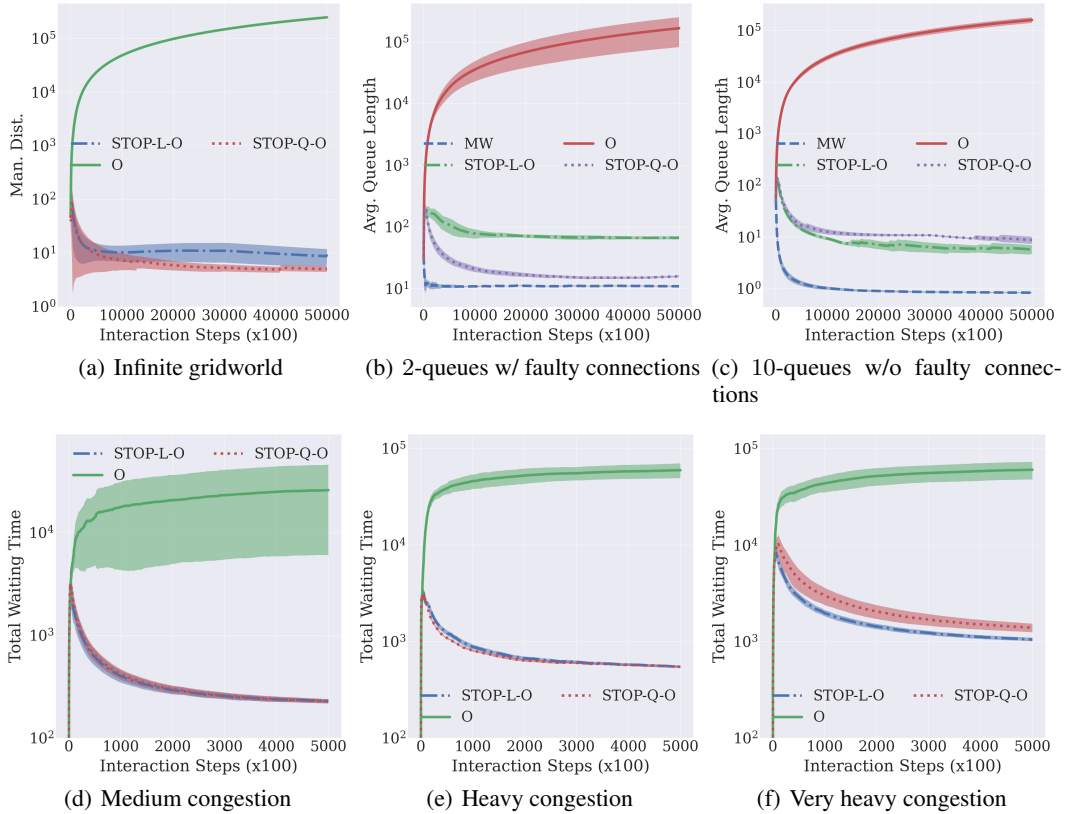 10^5
10^4
10^3
10^2
10^1
10^0
Man. Dist.
STOP-L-O
STOP-Q-O
O
0 10000 20000 30000 40000 50000
Interaction Steps (x100)
(a) Infinite gridworld
10^5
10^4
10^3
10^2
10^1
Avg. Queue Length
MW
O
STOP-L-O
STOP-Q-O
0 10000 20000 30000 40000 50000
Interaction Steps (x100)
(b) 2-queues w/ faulty connections
10^5
10^4
10^3
10^2
10^1
10^0
Avg. Queue Length
MW
O
STOP-L-O
STOP-Q-O
0 10000 20000 30000 40000 50000
Interaction Steps (x100)
(c) 10-queues w/o faulty connec-
tions
10^4
10^3
10^2
Total Waiting Time
STOP-L-O
STOP-Q-O
O
0 1000 2000 3000 4000 5000
Interaction Steps (x100)
(d) Medium congestion
10^5
10^4
10^3
10^2
Total Waiting Time
STOP-L-O
STOP-Q-O
O
0 1000 2000 3000 4000 5000
Interaction Steps (x100)
(e) Heavy congestion
10^5
10^4
10^3
10^2
Total Waiting Time
STOP-L-O
STOP-Q-O
O
0 1000 2000 3000 4000 5000
Interaction Steps (x100)
(f) Very heavy congestion